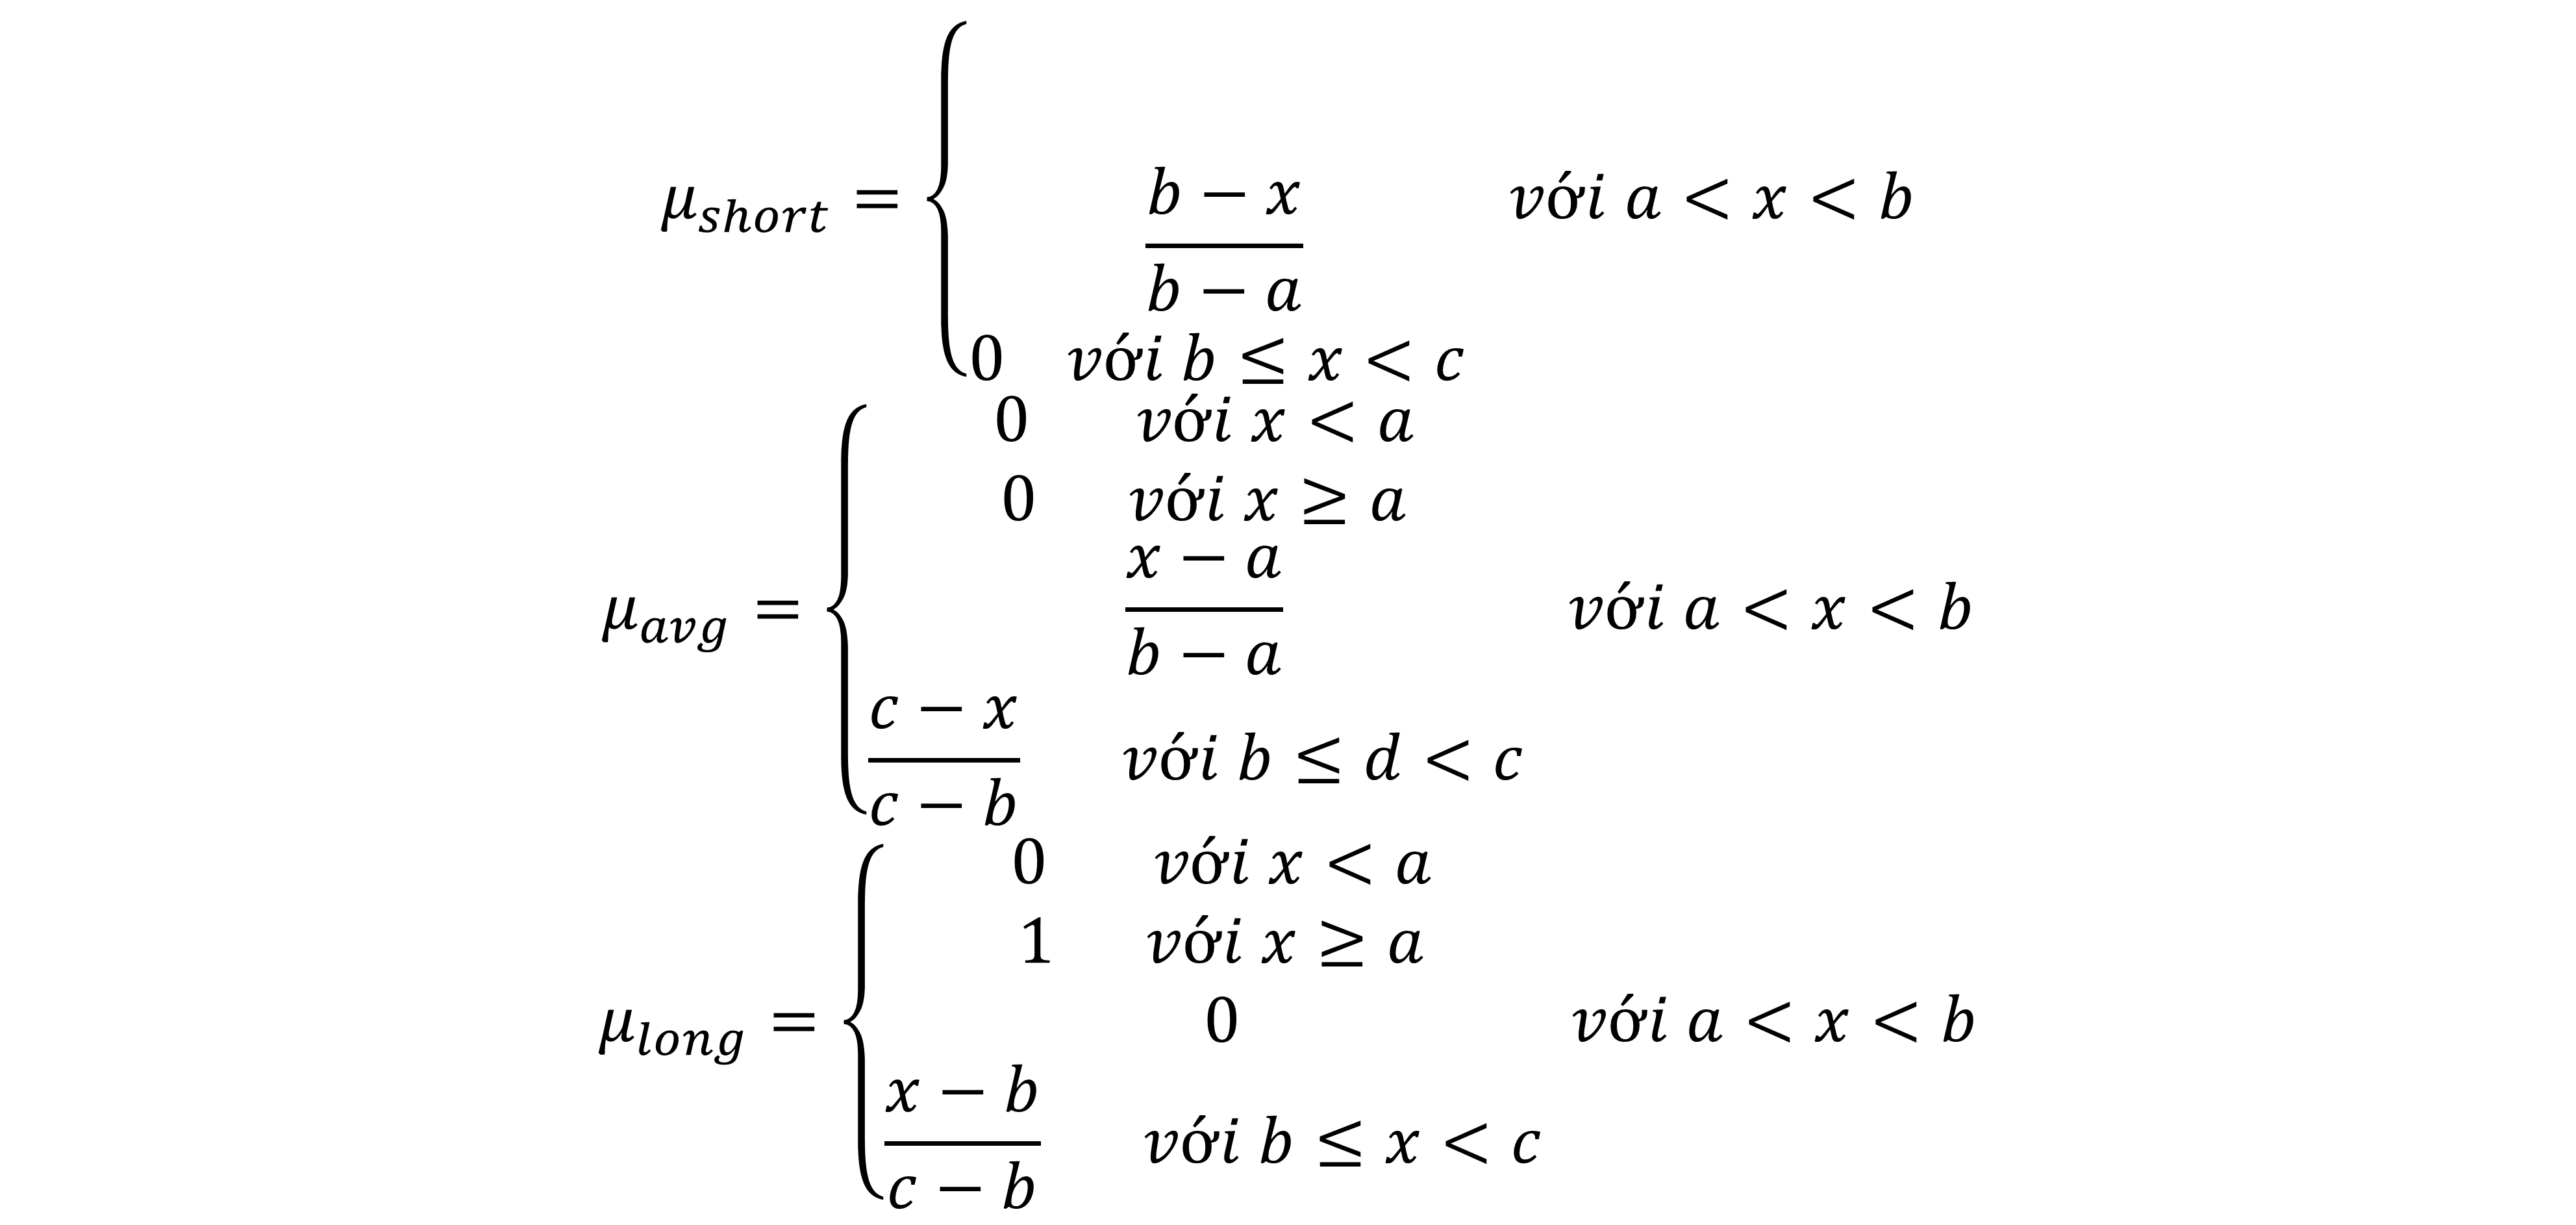 μ_short = { (b − x)/(b − a) với a < x < b
0 với b ≤ x < c
0 với x < a
0 với x ≥ a
μ_avg = { (x − a)/(b − a) với a < x < b
(c − x)/(c − b) với b ≤ d < c
0 với x < a
1 với x ≥ a
μ_long = { 0 với a < x < b
(x − b)/(c − b) với b ≤ x < c